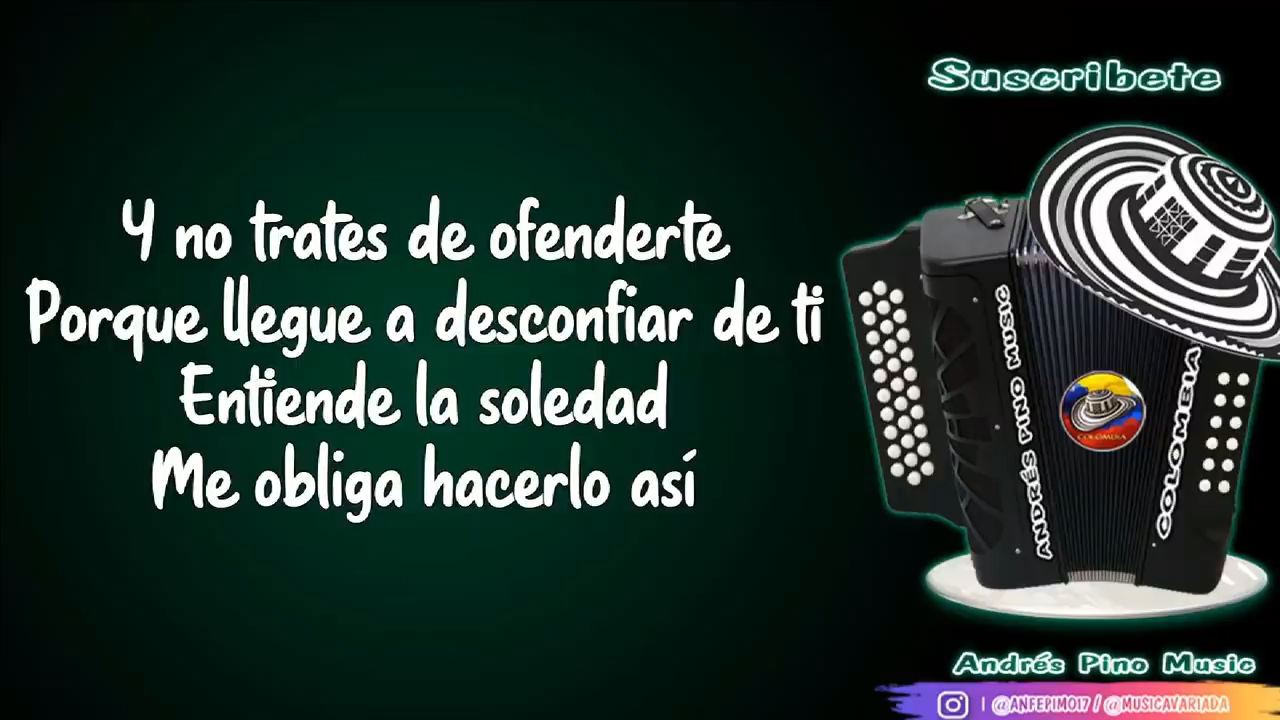 Suscribete
Y no trates de ofenderte
Porque llegue a desconfiar de ti
Entiende la soledad
Me obliga hacerlo así
ANDRÉS PINO MUSIC
COLOMBIA
COLOMBIA
Andrés Pino Music
| @ANFEPIMO17 / @MUSICAVARIADA